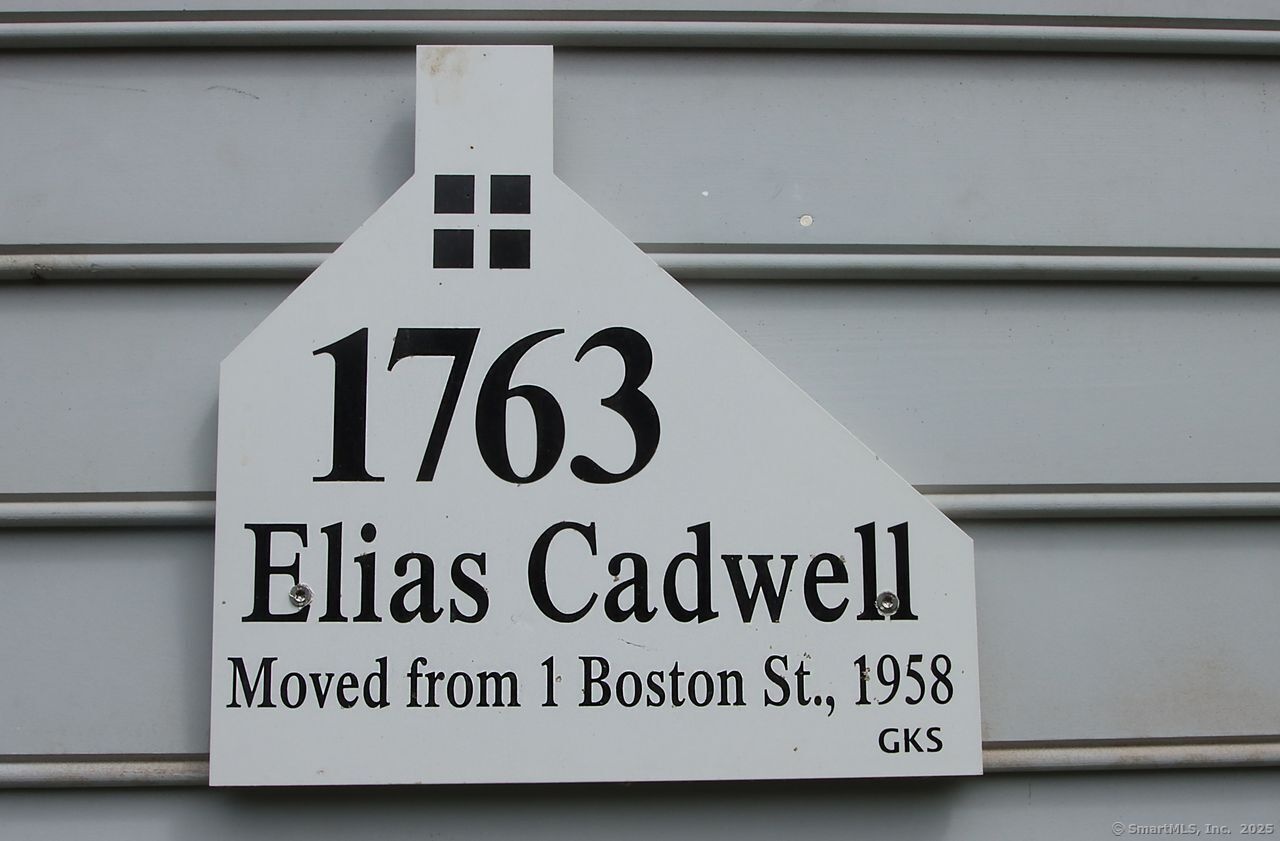 1763
Elias Cadwell
Moved from 1 Boston St., 1958
GKS
© SmartMLS, Inc. 2025